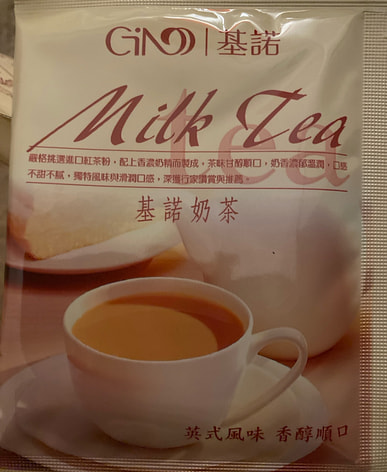 GINO | 基諾
Milk Tea
tea
嚴格挑選進口紅茶粉，配上香濃奶精而製成，茶味甘醇順口，奶香濃郁溫潤，口感
不甜不膩，獨特風味與滑潤口感，深獲行家讚賞與推薦。
基諾奶茶
英式風味 香醇順口